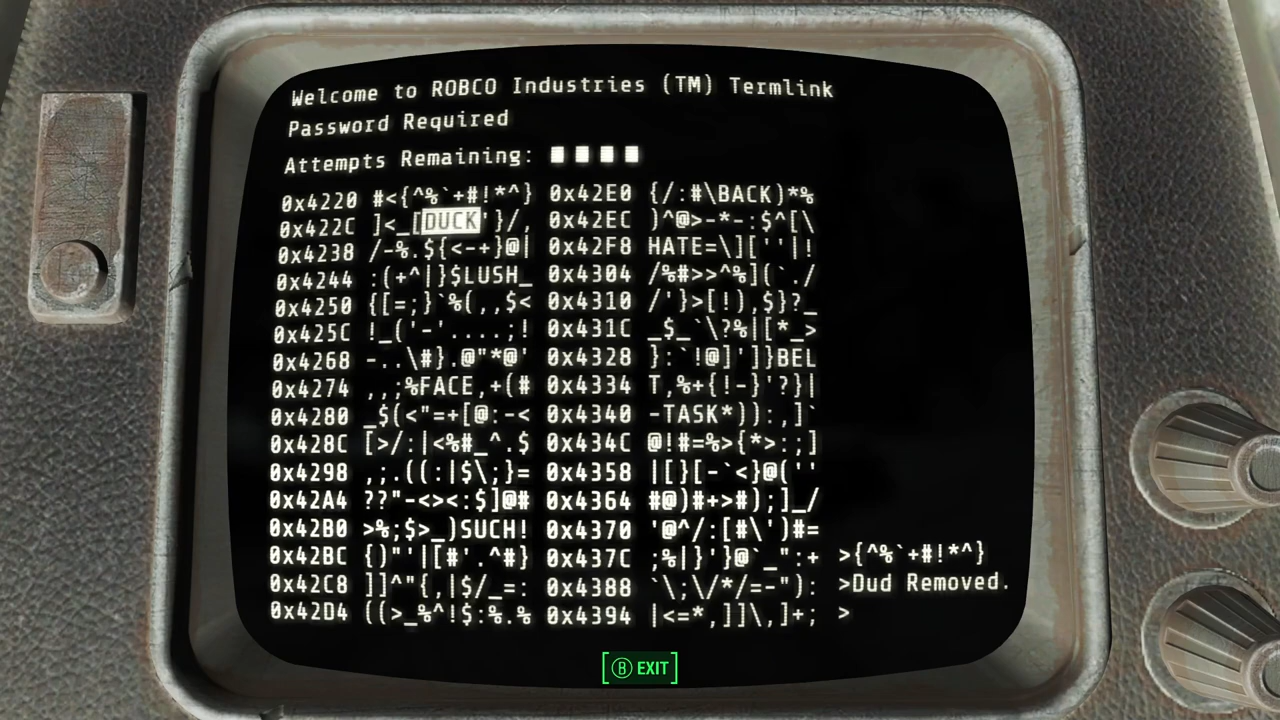 Welcome to ROBCO Industries (TM) Termlink
Password Required
Attempts Remaining: ■ ■ ■ ■
0x4220 #<{^%`+#!*^} 0x42E0 {/:#\BACK)*%
0x422C ]<_[DUCK'}/, 0x42EC )^@>-*-:$^[\
0x4238 /-%.${<-+}@| 0x42F8 HATE=\][''|!
0x4244 :(+^|}$LUSH_ 0x4304 /%#>>^%](`./
0x4250 {[=;}`%(,,$< 0x4310 /'}>[!),$}?_
0x425C !_('-'....;! 0x431C _$_`\?%|[*_>
0x4268 -..\#}.@"*@' 0x4328 }:`!@]']}BEL
0x4274 ,,;%FACE,+(# 0x4334 T,%+{!-}'?}|
0x4280 _$(<"=+[@:-< 0x4340 -TASK*)):,]`
0x428C [>/:|<%#_^.$ 0x434C @!#=%>{*>:;]
0x4298 ,;.((:|$\;}= 0x4358 |[}[-`<}@(''
0x42A4 ??"-<><:$]@# 0x4364 #@)#+>#);]_/
0x42B0 >%;$>_)SUCH! 0x4370 '@^/:[#\')#=
0x42BC {)"'|[#'.^#} 0x437C ;%|}'}@`_":+ >{^%`+#!*^}
0x42C8 ]]^"{,|$/_=: 0x4388 `\;\/*/=-"): >Dud Removed.
0x42D4 ((>_%^!$:%.% 0x4394 |<=*,]]\,]+; >
Ⓑ EXIT